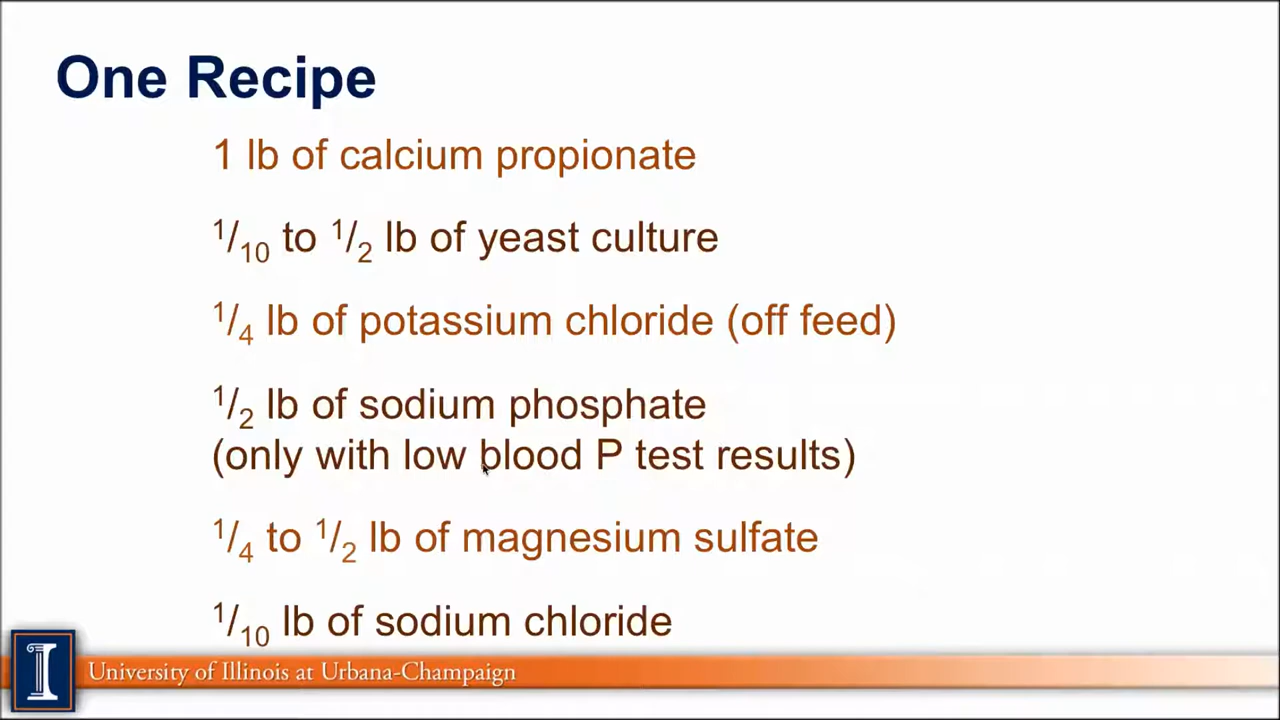 One Recipe
1 lb of calcium propionate
1/10 to 1/2 lb of yeast culture
1/4 lb of potassium chloride (off feed)
1/2 lb of sodium phosphate
(only with low blood P test results)
1/4 to 1/2 lb of magnesium sulfate
1/10 lb of sodium chloride
I
University of Illinois at Urbana-Champaign